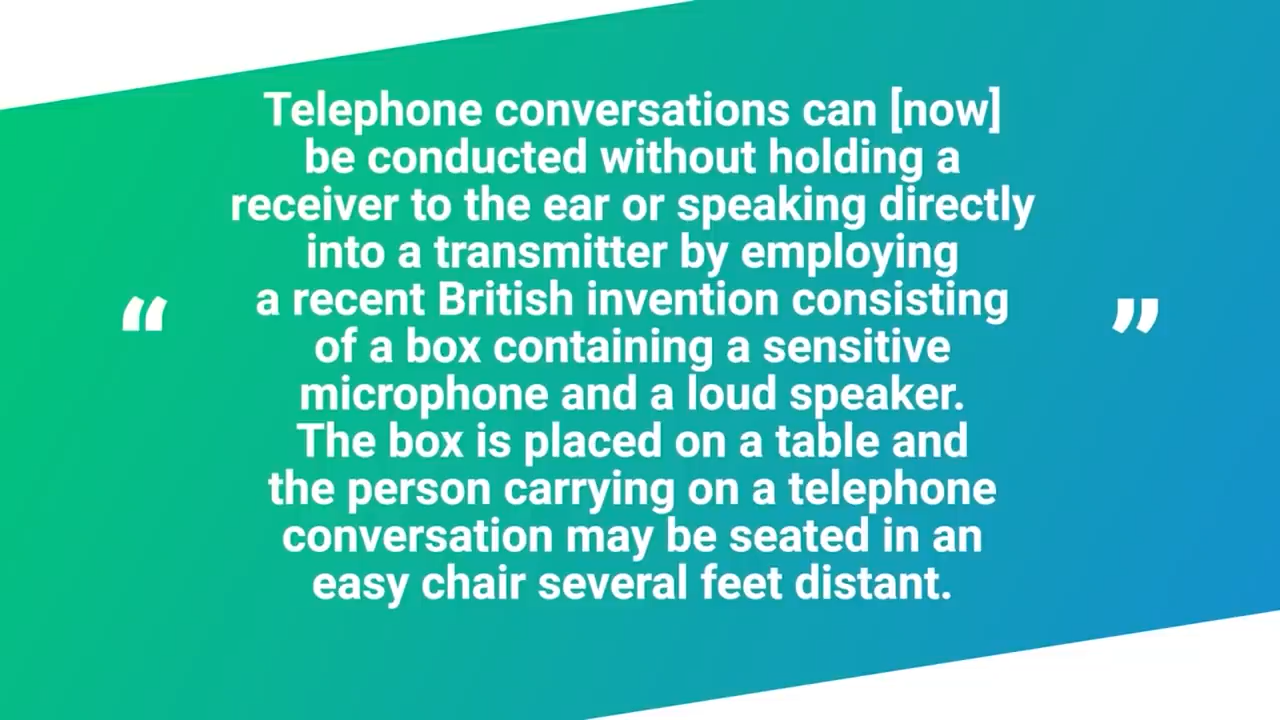 Telephone conversations can [now]
be conducted without holding a
receiver to the ear or speaking directly
into a transmitter by employing
“ a recent British invention consisting ”
of a box containing a sensitive
microphone and a loud speaker.
The box is placed on a table and
the person carrying on a telephone
conversation may be seated in an
easy chair several feet distant.